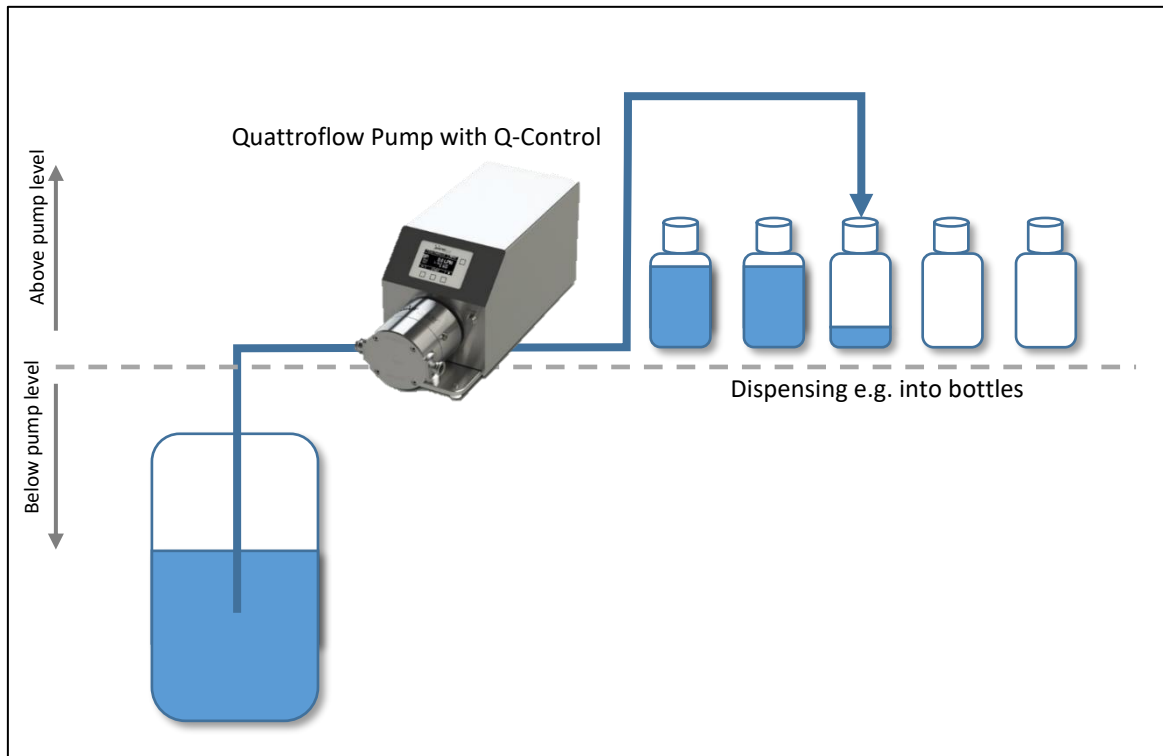 Quattroflow Pump with Q-Control
Above pump level
Below pump level
Dispensing e.g. into bottles